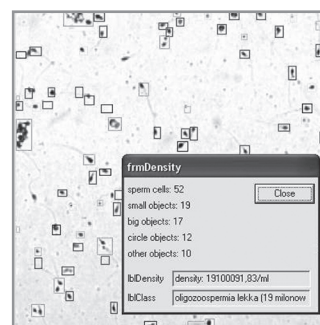 frmDensity
sperm cells: 52
Close
small objects: 19
big objects: 17
circle objects: 12
other objects: 10
lblDensity density: 19100091,83/ml
lblClass oligozoospermia lekka (19 milonow